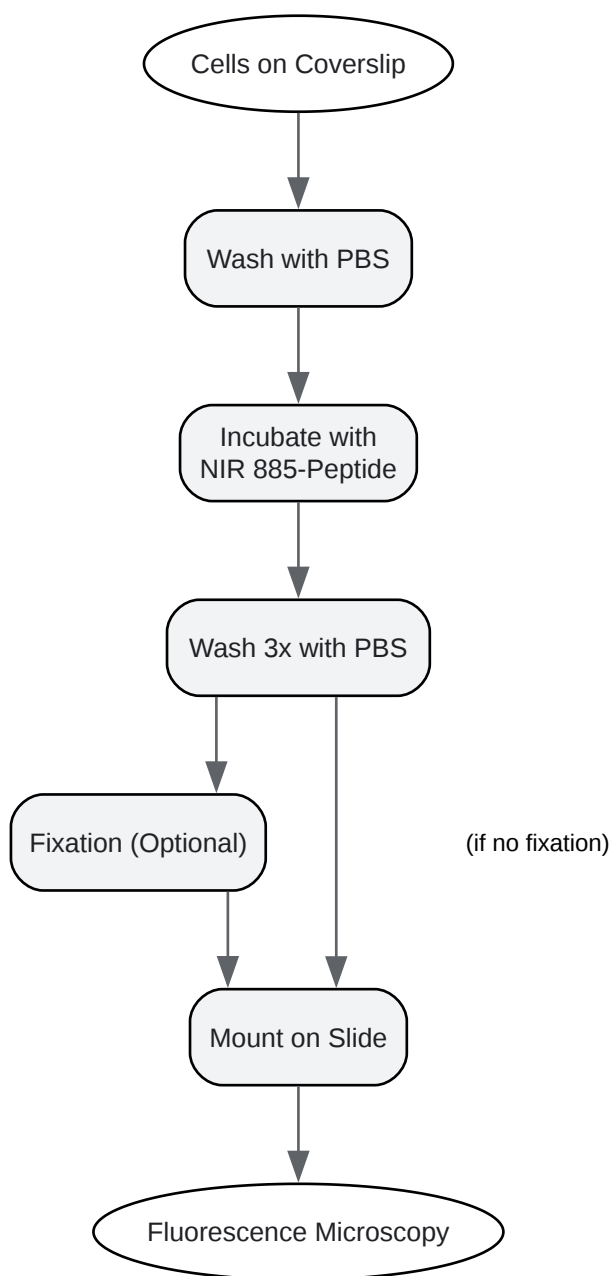 Cells on Coverslip
Wash with PBS
Incubate with
NIR 885-Peptide
Wash 3x with PBS
Fixation (Optional)
(if no fixation)
Mount on Slide
Fluorescence Microscopy